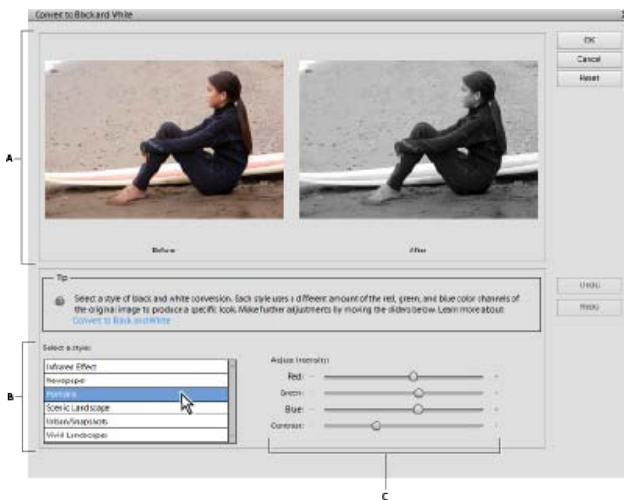 Convert to Black and White
OK
Cancel
Reset
A
Before
After
Tip
Select a style of black and white conversion. Each style uses a different amount of the red, green, and blue color channels of
the original image to produce a specific look. Make further adjustments by moving the sliders below. Learn more about:
Convert to Black and White
Undo
Redo
Select a style:
Infrared Effect
Newspaper
Portraits
Scenic Landscape
Urban/Snapshots
Vivid Landscapes
B
Adjust Intensity:
Red:
Green:
Blue:
Contrast:
C